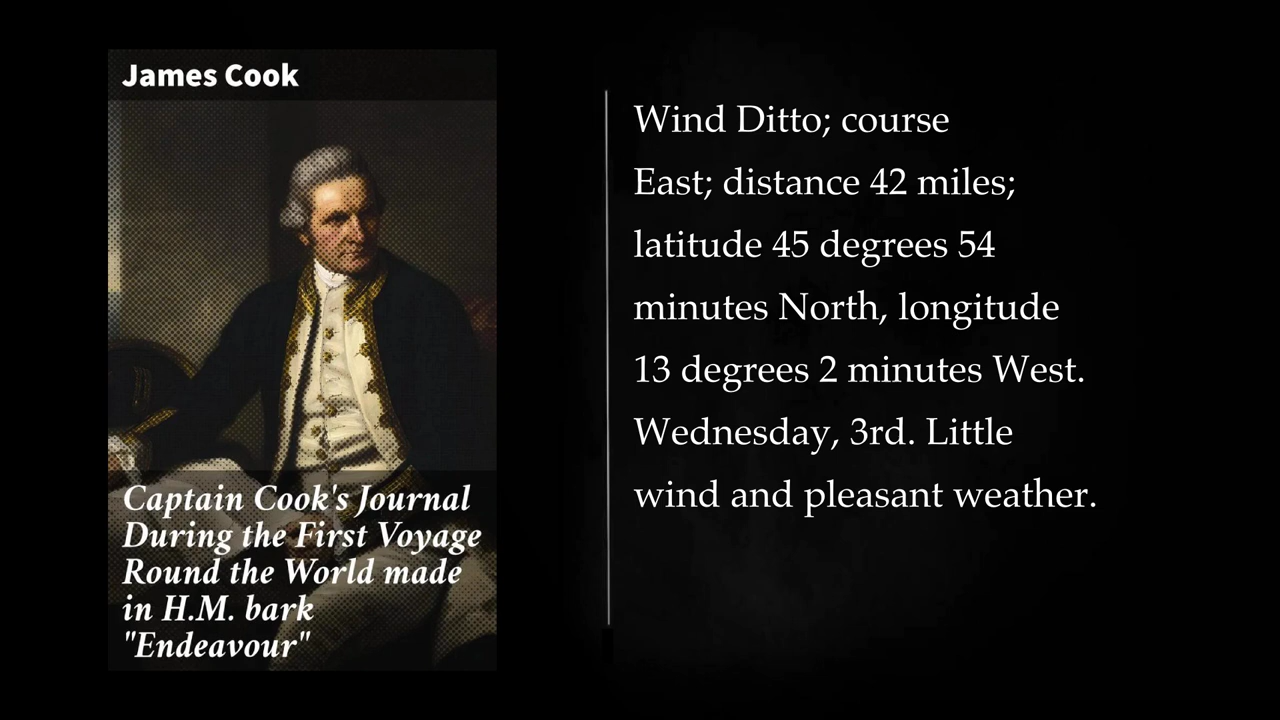 James Cook
Captain Cook's Journal
During the First Voyage
Round the World made
in H.M. bark
"Endeavour"
Wind Ditto; course
East; distance 42 miles;
latitude 45 degrees 54
minutes North, longitude
13 degrees 2 minutes West.
Wednesday, 3rd. Little
wind and pleasant weather.